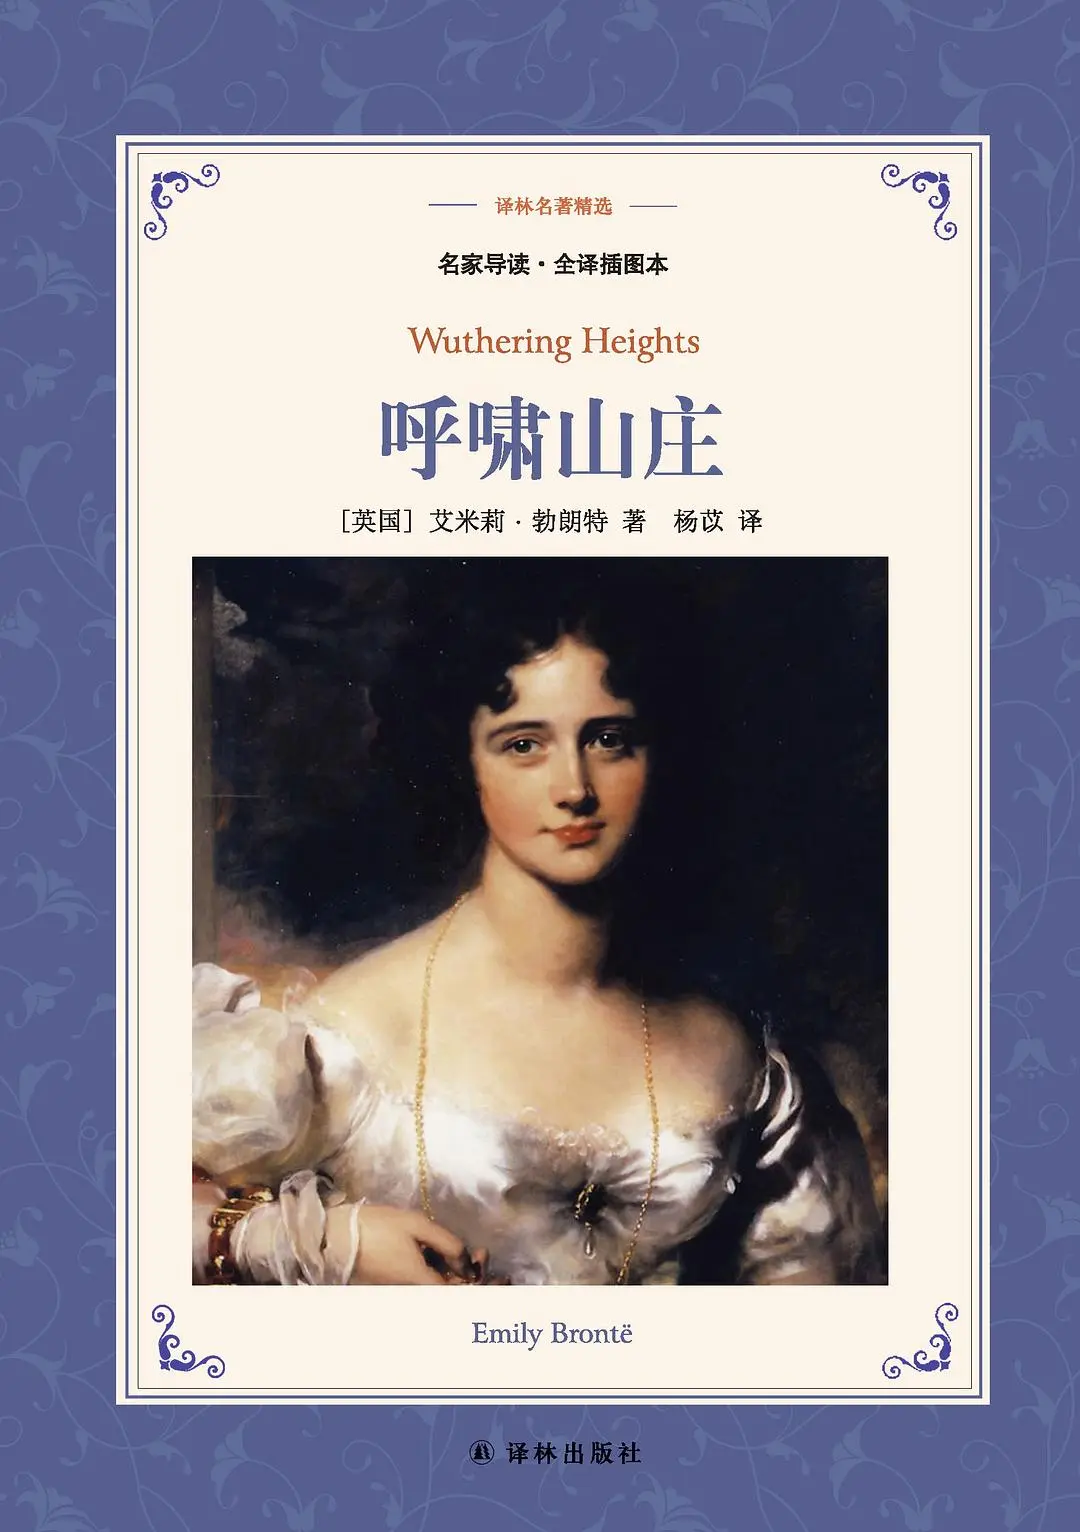 译林名著精选
名家导读·全译插图本
Wuthering Heights
呼啸山庄
［英国］艾米莉·勃朗特 著 杨苡 译
Emily Brontë
译林出版社